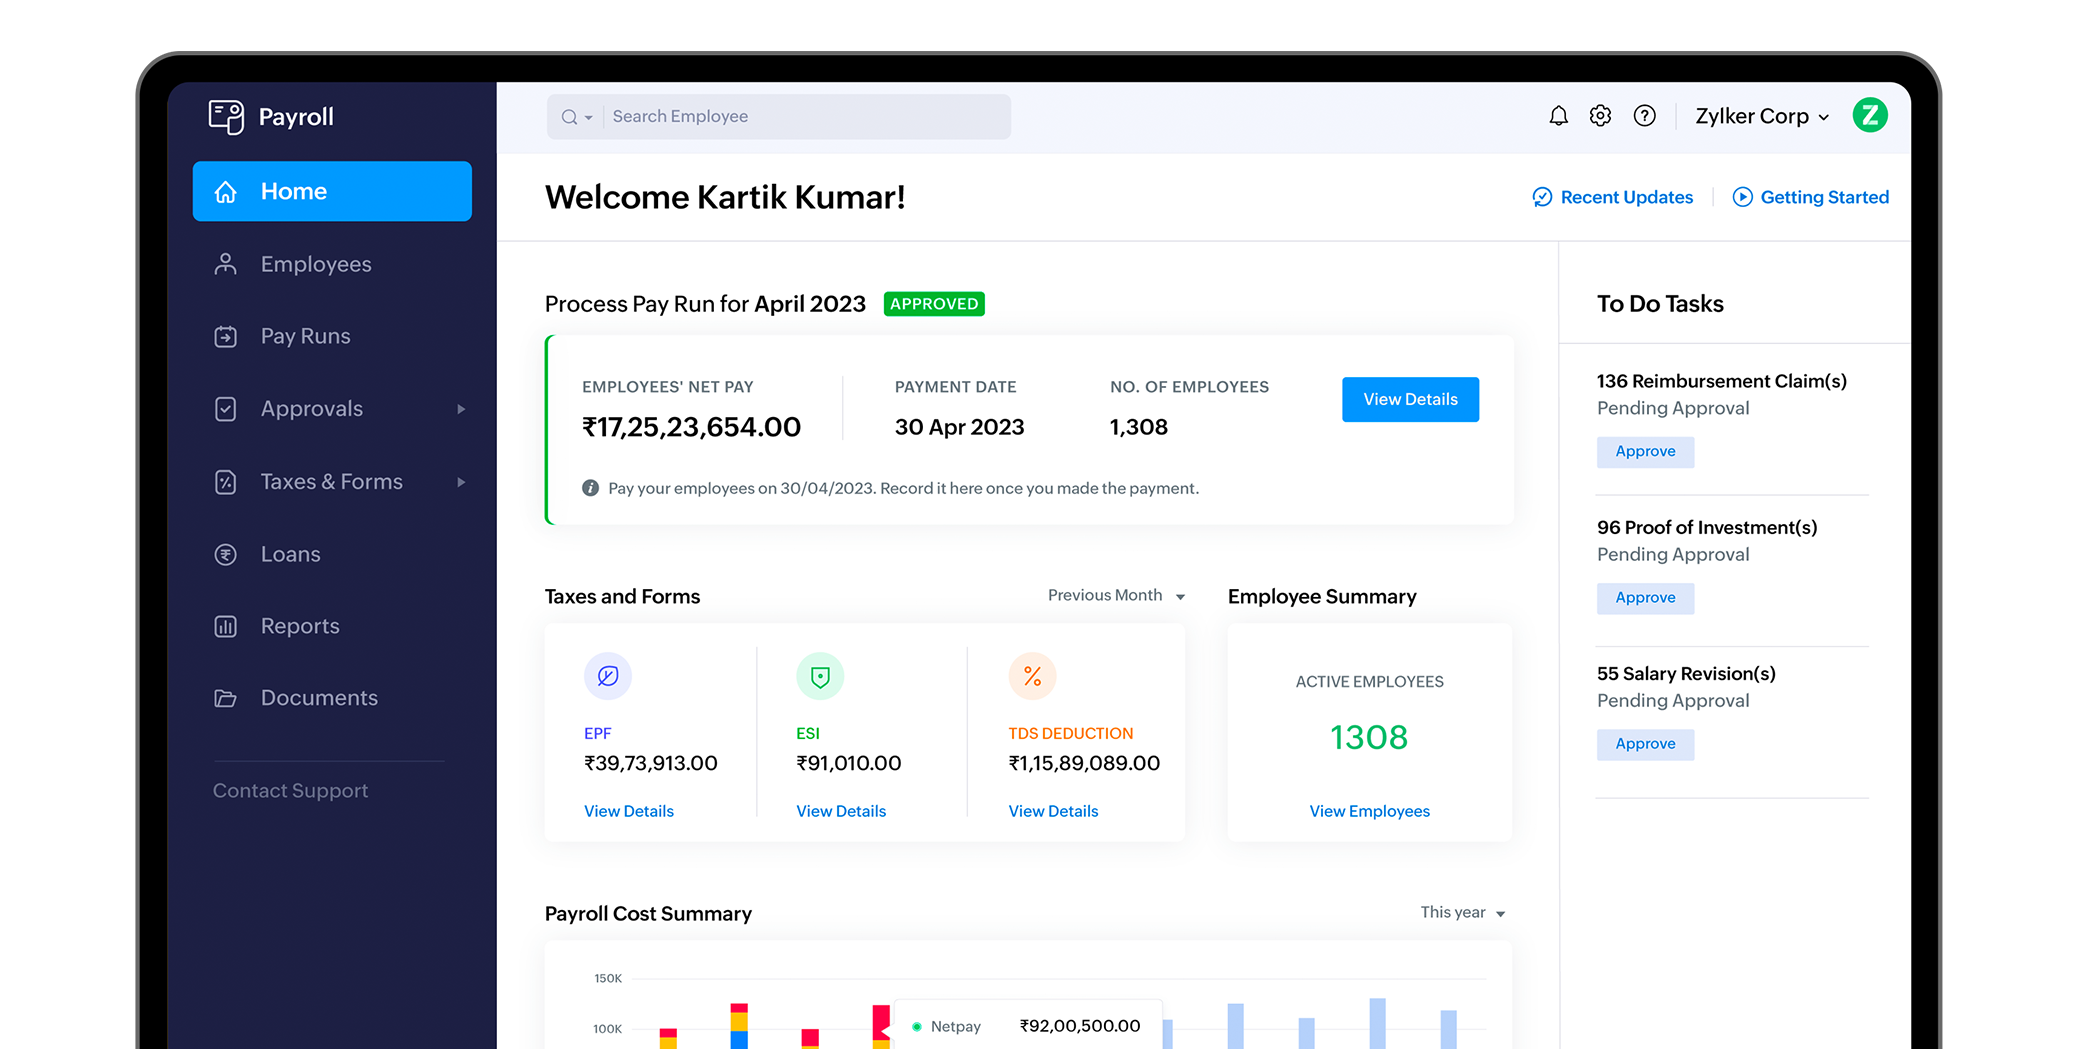 Payroll
Search Employee
Zylker Corp
Z
Home
Employees
Pay Runs
Approvals
Taxes & Forms
Loans
Reports
Documents
Contact Support
Welcome Kartik Kumar!
Recent Updates
Getting Started
Process Pay Run for April 2023 APPROVED
EMPLOYEES' NET PAY
₹17,25,23,654.00
PAYMENT DATE
30 Apr 2023
NO. OF EMPLOYEES
1,308
View Details
Pay your employees on 30/04/2023. Record it here once you made the payment.
Taxes and Forms
Previous Month
EPF
₹39,73,913.00
View Details
ESI
₹91,010.00
View Details
TDS DEDUCTION
₹1,15,89,089.00
View Details
Employee Summary
ACTIVE EMPLOYEES
1308
View Employees
Payroll Cost Summary
This year
150K
100K
Netpay ₹92,00,500.00
To Do Tasks
136 Reimbursement Claim(s)
Pending Approval
Approve
96 Proof of Investment(s)
Pending Approval
Approve
55 Salary Revision(s)
Pending Approval
Approve